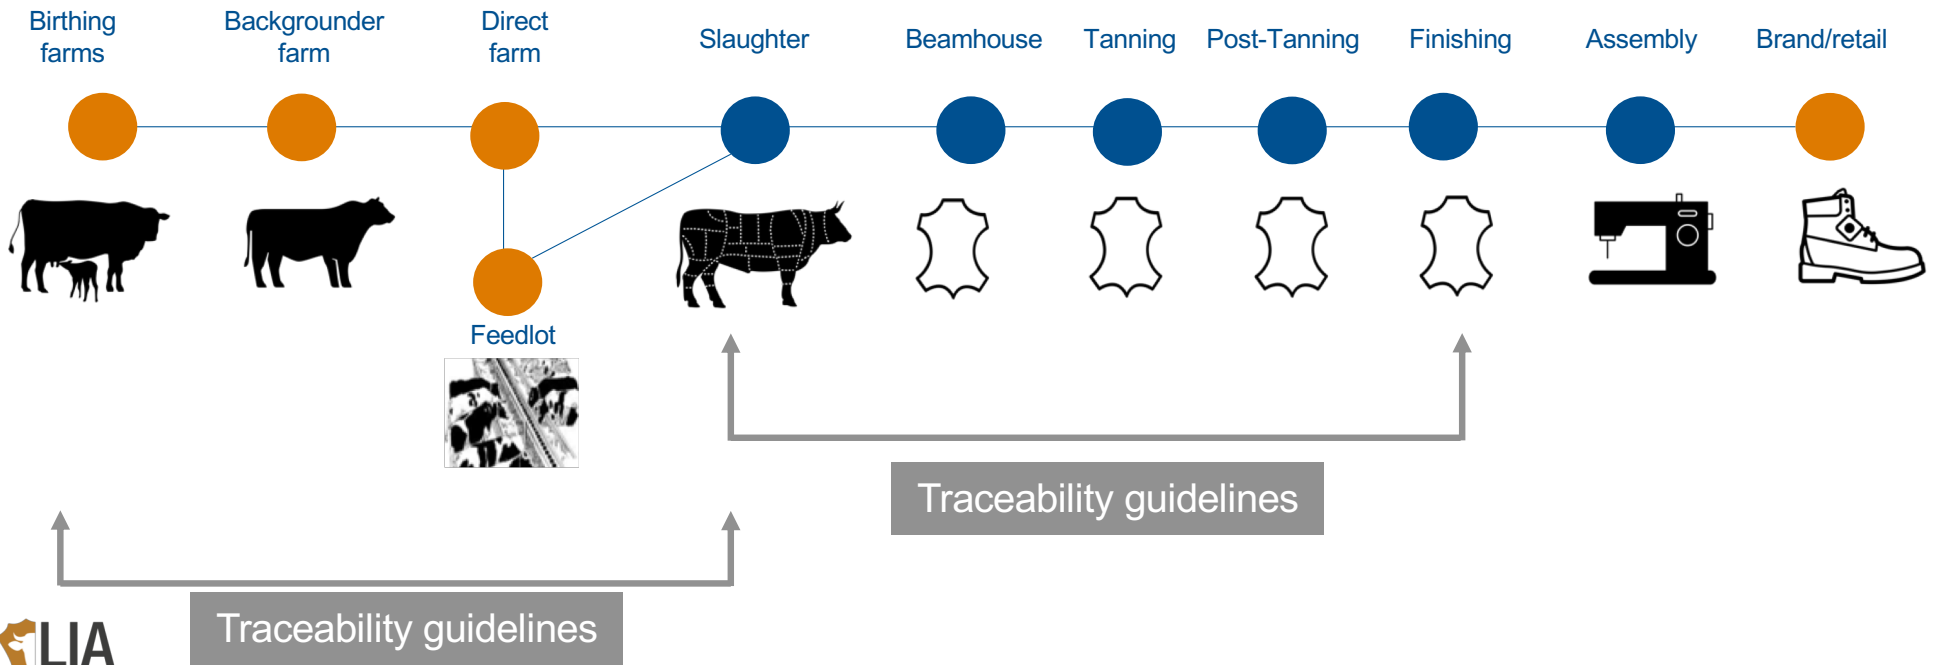 Birthing
farms
Backgrounder
farm
Direct
farm
Slaughter
Beamhouse
Tanning
Post-Tanning
Finishing
Assembly
Brand/retail
Feedlot
Traceability guidelines
Traceability guidelines
LIA